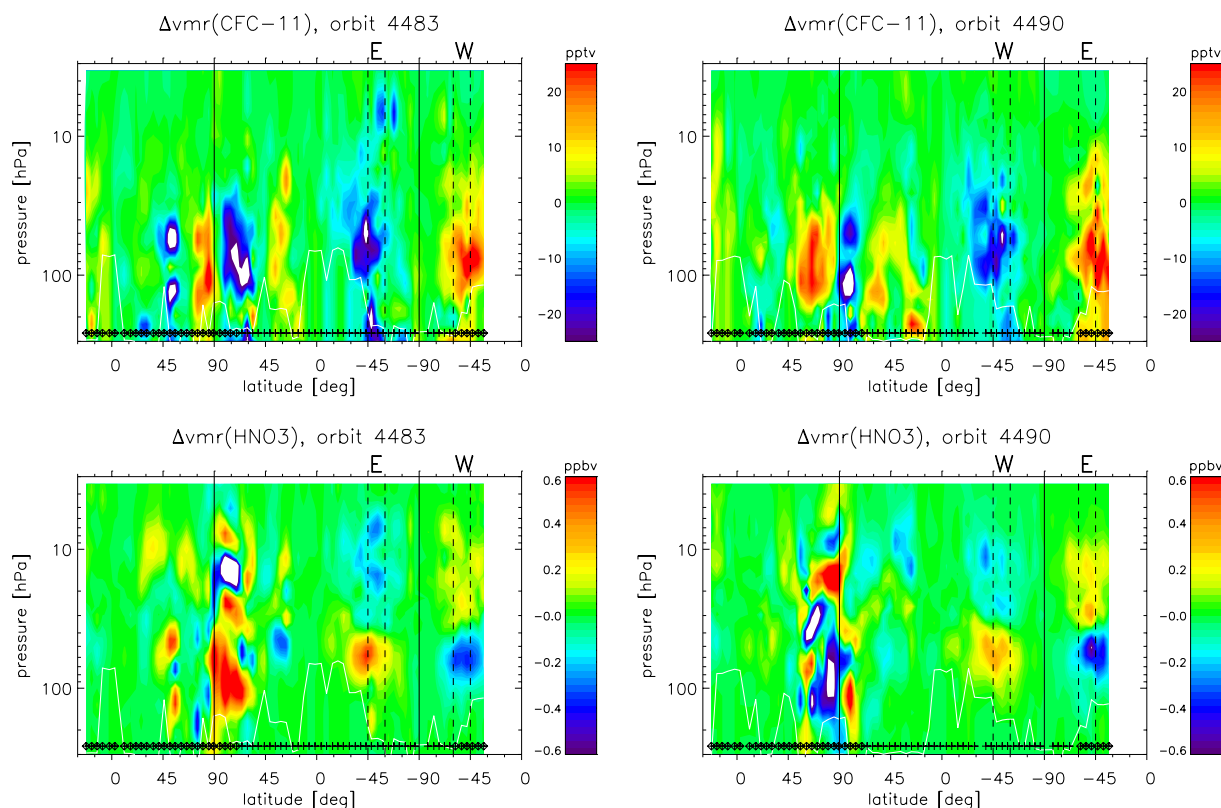 Δvmr(CFC−11), orbit 4483
E W
pptv
pressure [hPa]
10
100
20
10
0
−10
−20
0 45 90 45 0 −45 −90 −45 0
latitude [deg]
Δvmr(CFC−11), orbit 4490
W E
pptv
pressure [hPa]
10
100
20
10
0
−10
−20
0 45 90 45 0 −45 −90 −45 0
latitude [deg]
Δvmr(HNO3), orbit 4483
E W
ppbv
pressure [hPa]
10
100
0.6
0.4
0.2
−0.0
−0.2
−0.4
−0.6
0 45 90 45 0 −45 −90 −45 0
latitude [deg]
Δvmr(HNO3), orbit 4490
W E
ppbv
pressure [hPa]
10
100
0.6
0.4
0.2
−0.0
−0.2
−0.4
−0.6
0 45 90 45 0 −45 −90 −45 0
latitude [deg]